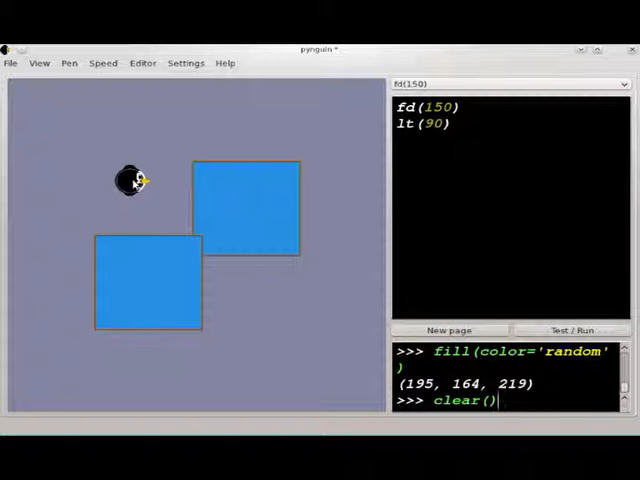 pynguin *
File View Pen Speed Editor Settings Help
fd(150)
fd(150)
lt(90)
New page
Test / Run
>>> fill(color='random'
)
(195, 164, 219)
>>> clear()